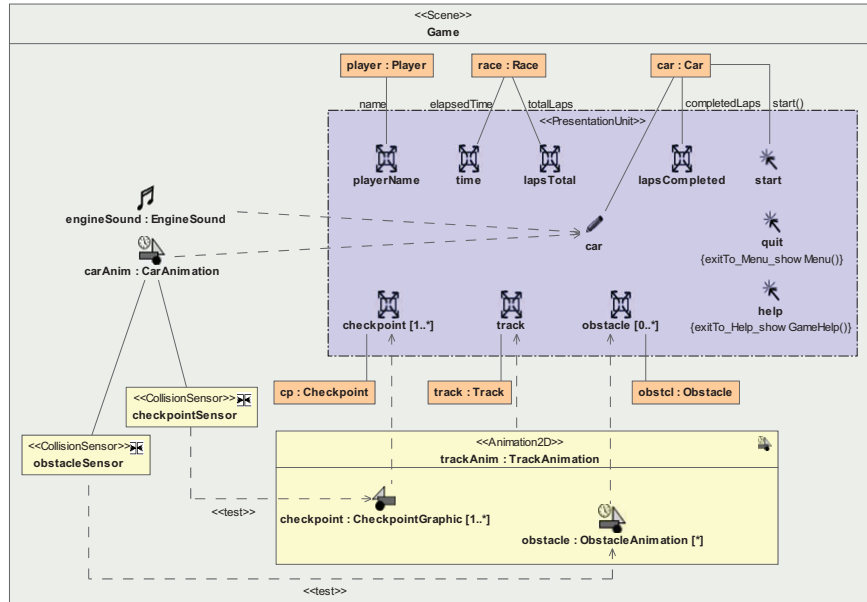 <<Scene>>
Game
player : Player
race : Race
car : Car
name
elapsedTime
totalLaps
completedLaps
start()
<<PresentationUnit>>
playerName
time
lapsTotal
lapsCompleted
start
engineSound : EngineSound
car
quit
{exitTo_Menu_show Menu()}
carAnim : CarAnimation
help
{exitTo_Help_show GameHelp()}
checkpoint [1..*]
track
obstacle [0..*]
cp : Checkpoint
track : Track
obstcl : Obstacle
<<CollisionSensor>>
checkpointSensor
<<CollisionSensor>>
obstacleSensor
<<Animation2D>>
trackAnim : TrackAnimation
<<test>>
checkpoint : CheckpointGraphic [1..*]
obstacle : ObstacleAnimation [*]
<<test>>